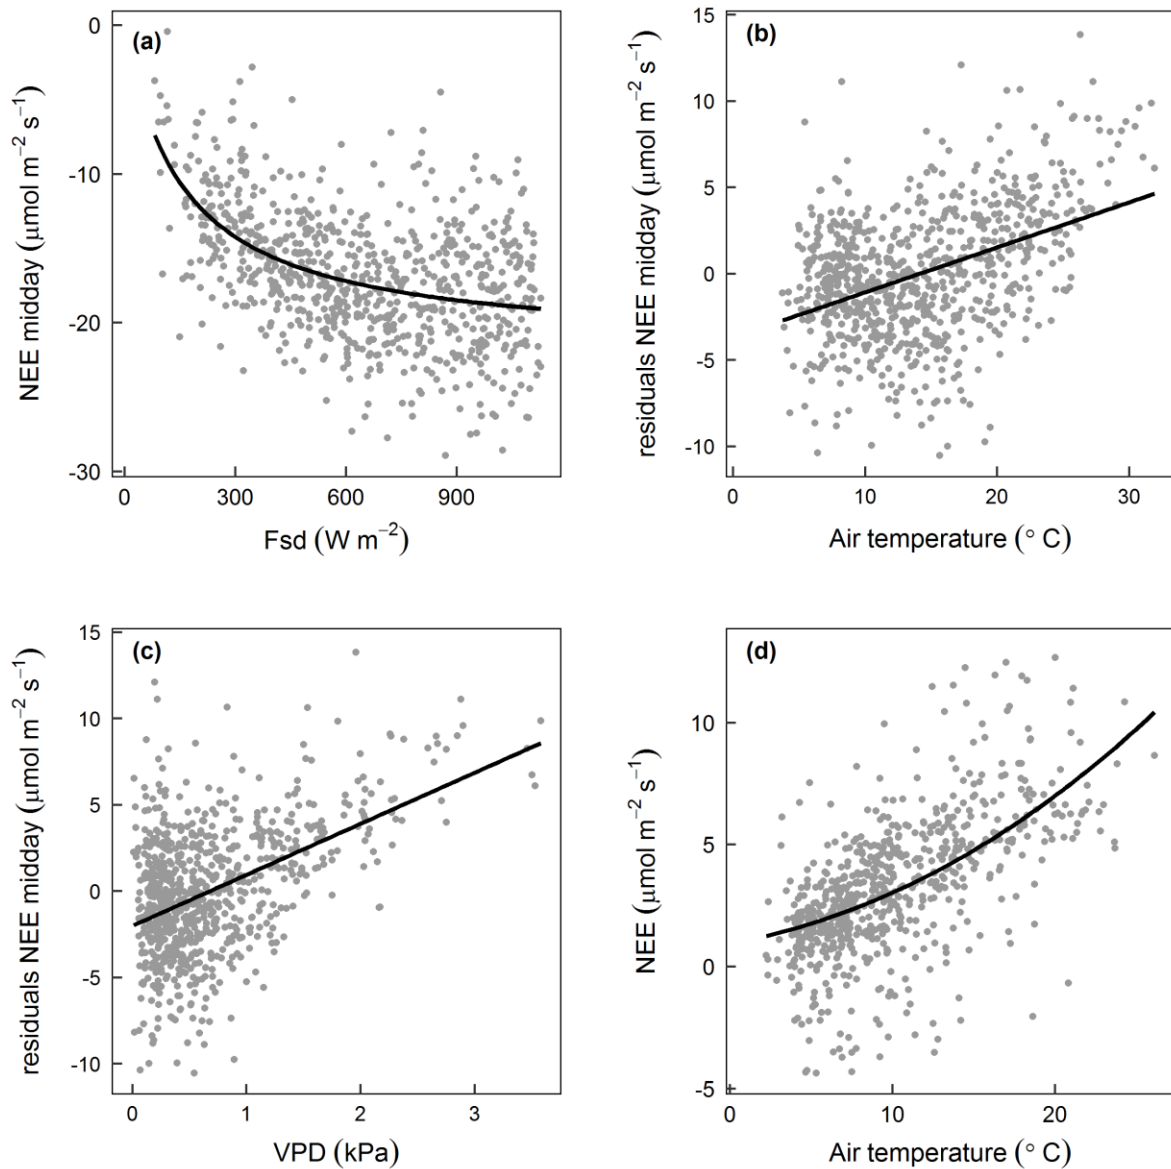 (a)
NEE midday (μmol m⁻² s⁻¹)
0
-10
-20
-30
0 300 600 900
Fsd (W m⁻²)
(b)
residuals NEE midday (μmol m⁻² s⁻¹)
15
10
5
0
-5
-10
0 10 20 30
Air temperature (° C)
(c)
residuals NEE midday (μmol m⁻² s⁻¹)
15
10
5
0
-5
-10
0 1 2 3
VPD (kPa)
(d)
NEE (μmol m⁻² s⁻¹)
10
5
0
-5
0 10 20
Air temperature (° C)